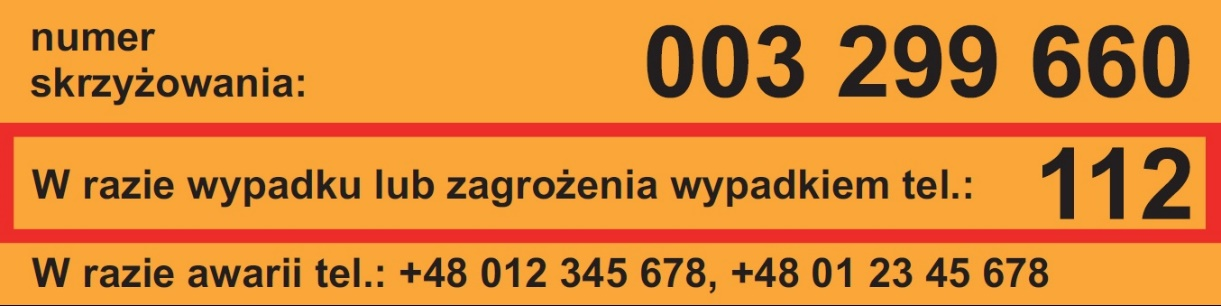 numer
skrzyżowania:
003 299 660
W razie wypadku lub zagrożenia wypadkiem tel.: 112
W razie awarii tel.: +48 012 345 678, +48 01 23 45 678